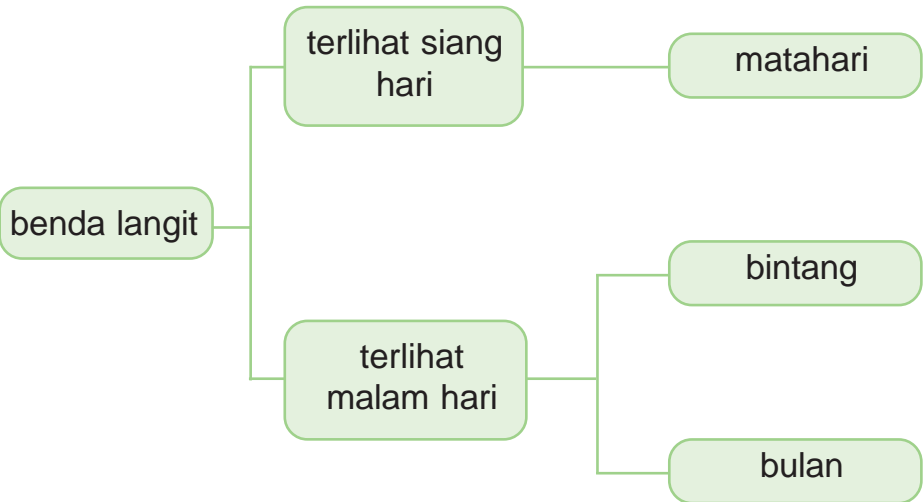 terlihat siang
hari
matahari
benda langit
bintang
terlihat
malam hari
bulan